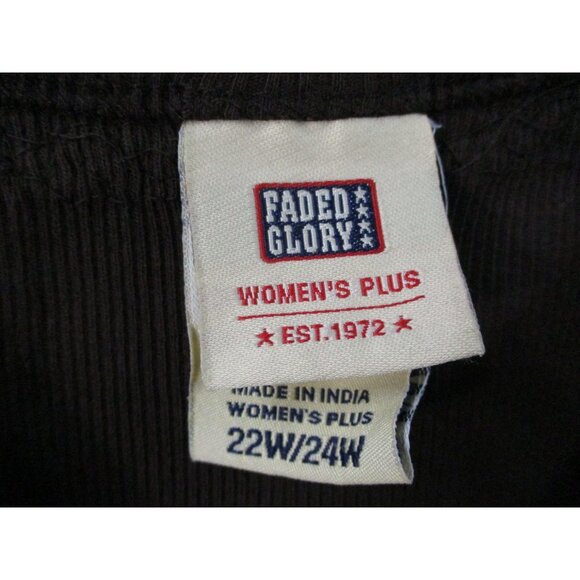 FADED
GLORY
WOMEN'S PLUS
★ EST.1972 ★
MADE IN INDIA
WOMEN'S PLUS
22W/24W